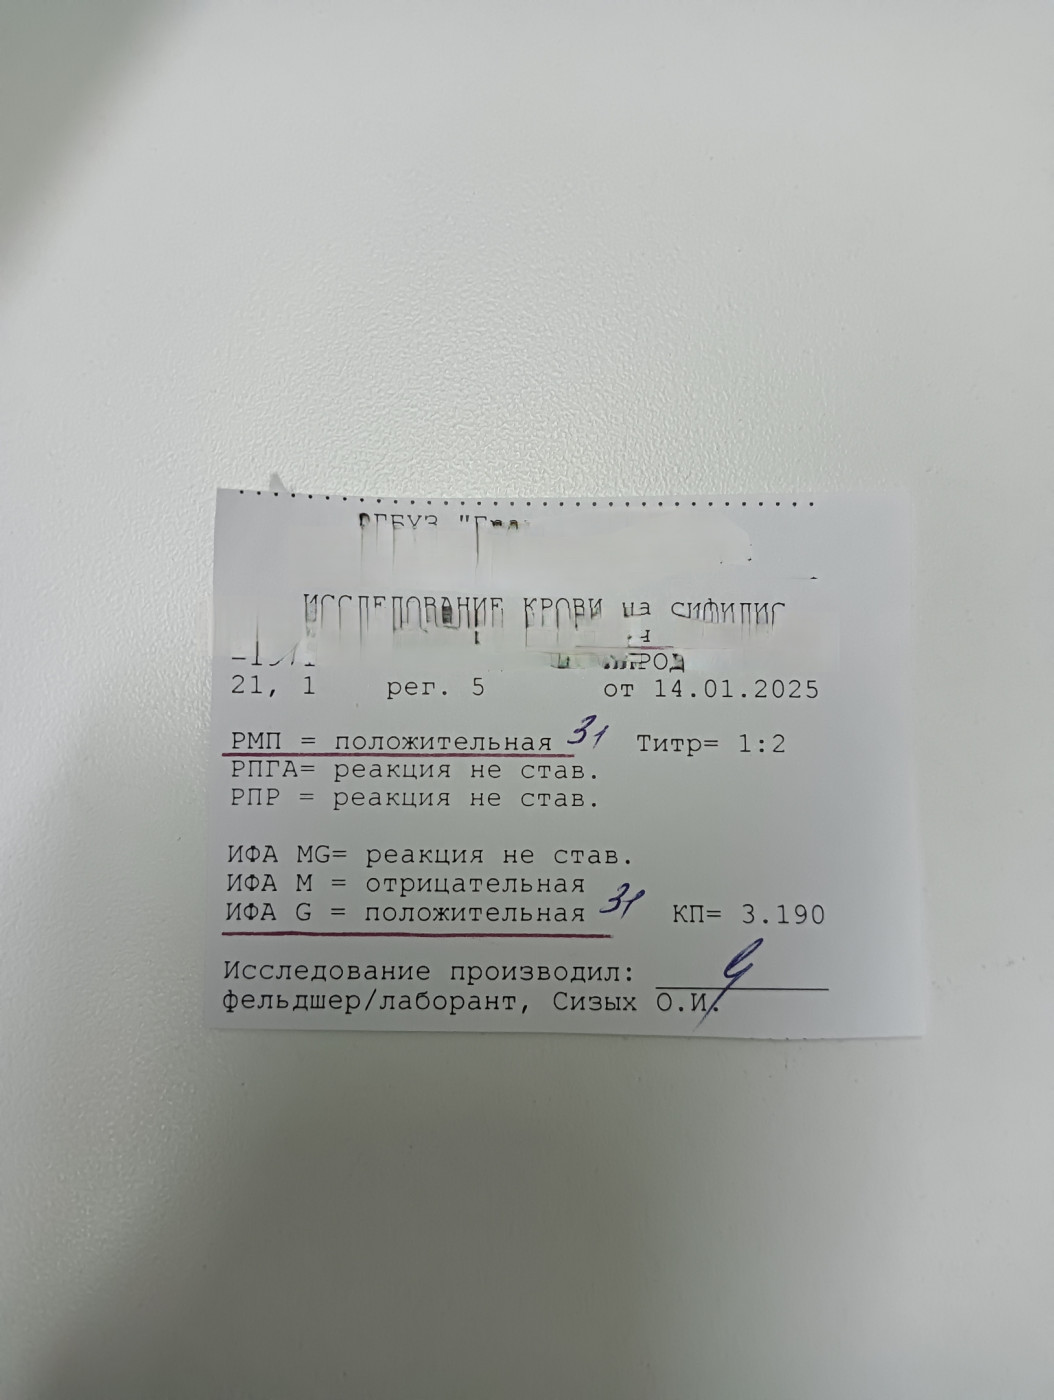 ИССЛЕДОВАНИЕ КРОВИ на сифилис
21, 1 рег. 5 от 14.01.2025
РМП = положительная 31 Титр= 1:2
РПГА= реакция не став.
РПР = реакция не став.
ИФА MG= реакция не став.
ИФА M = отрицательная
ИФА G = положительная 31 КП= 3.190
Исследование производил:
фельдшер/лаборант, Сизых О.И.